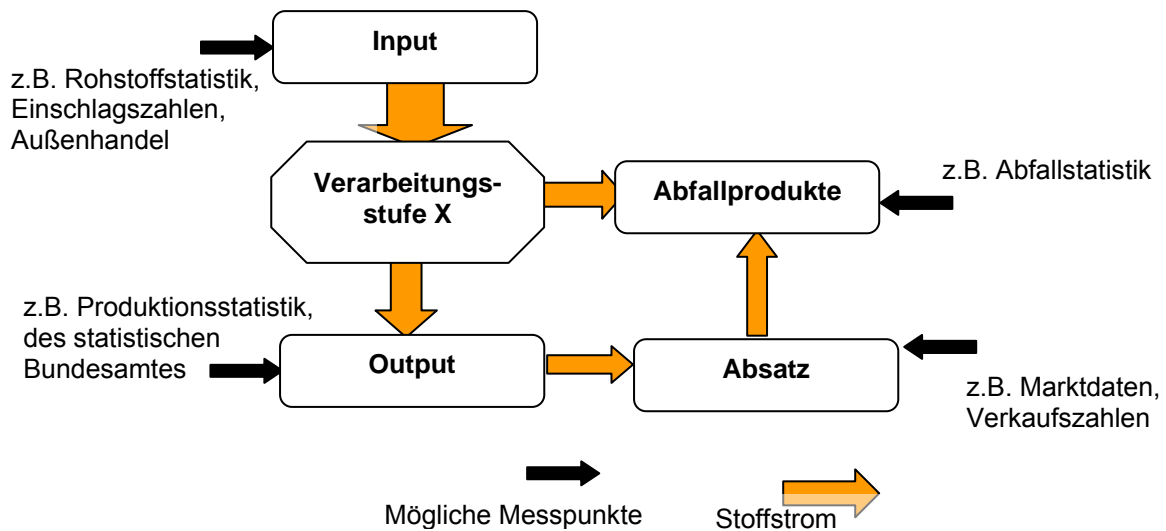 Input
z.B. Rohstoffstatistik,
Einschlagszahlen,
Außenhandel
Verarbeitungs-
stufe X
Abfallprodukte
z.B. Abfallstatistik
z.B. Produktionsstatistik,
des statistischen
Bundesamtes
Output
Absatz
z.B. Marktdaten,
Verkaufszahlen
Mögliche Messpunkte
Stoffstrom